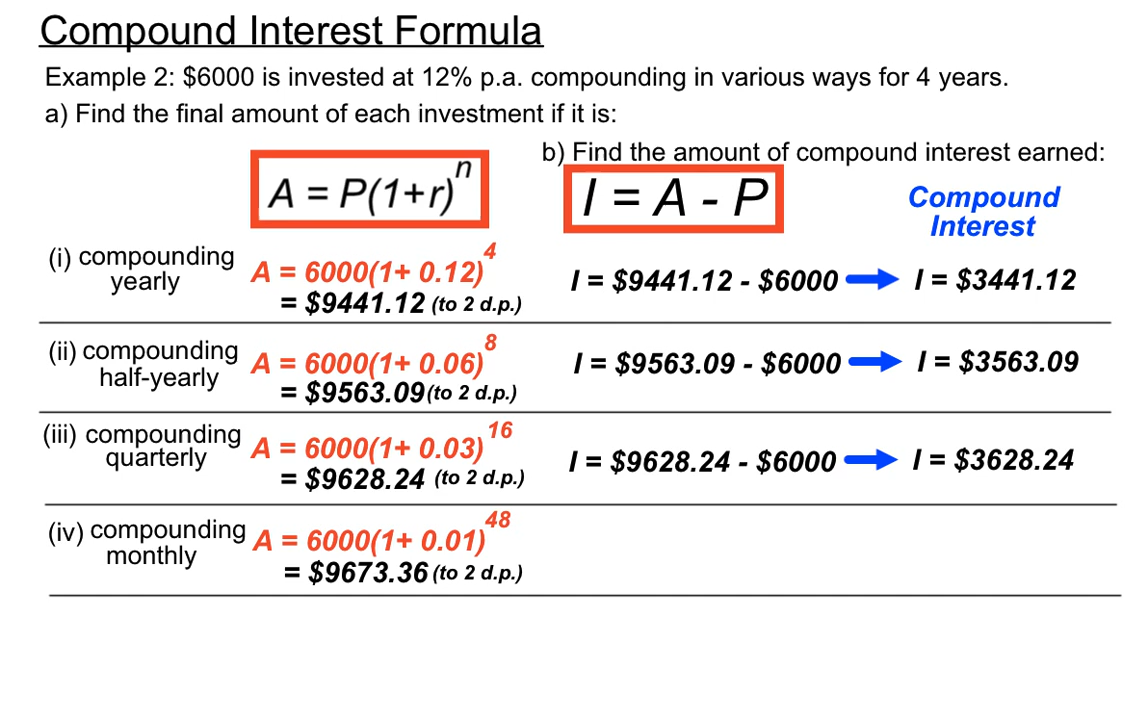 Compound Interest Formula
Example 2: $6000 is invested at 12% p.a. compounding in various ways for 4 years.
a) Find the final amount of each investment if it is:
b) Find the amount of compound interest earned:
A = P(1+r)^n
I = A - P
Compound
Interest
(i) compounding
yearly
A = 6000(1+ 0.12)^4
= $9441.12 (to 2 d.p.)
I = $9441.12 - $6000
I = $3441.12
(ii) compounding
half-yearly
A = 6000(1+ 0.06)^8
= $9563.09 (to 2 d.p.)
I = $9563.09 - $6000
I = $3563.09
(iii) compounding
quarterly
A = 6000(1+ 0.03)^16
= $9628.24 (to 2 d.p.)
I = $9628.24 - $6000
I = $3628.24
(iv) compounding
monthly
A = 6000(1+ 0.01)^48
= $9673.36 (to 2 d.p.)